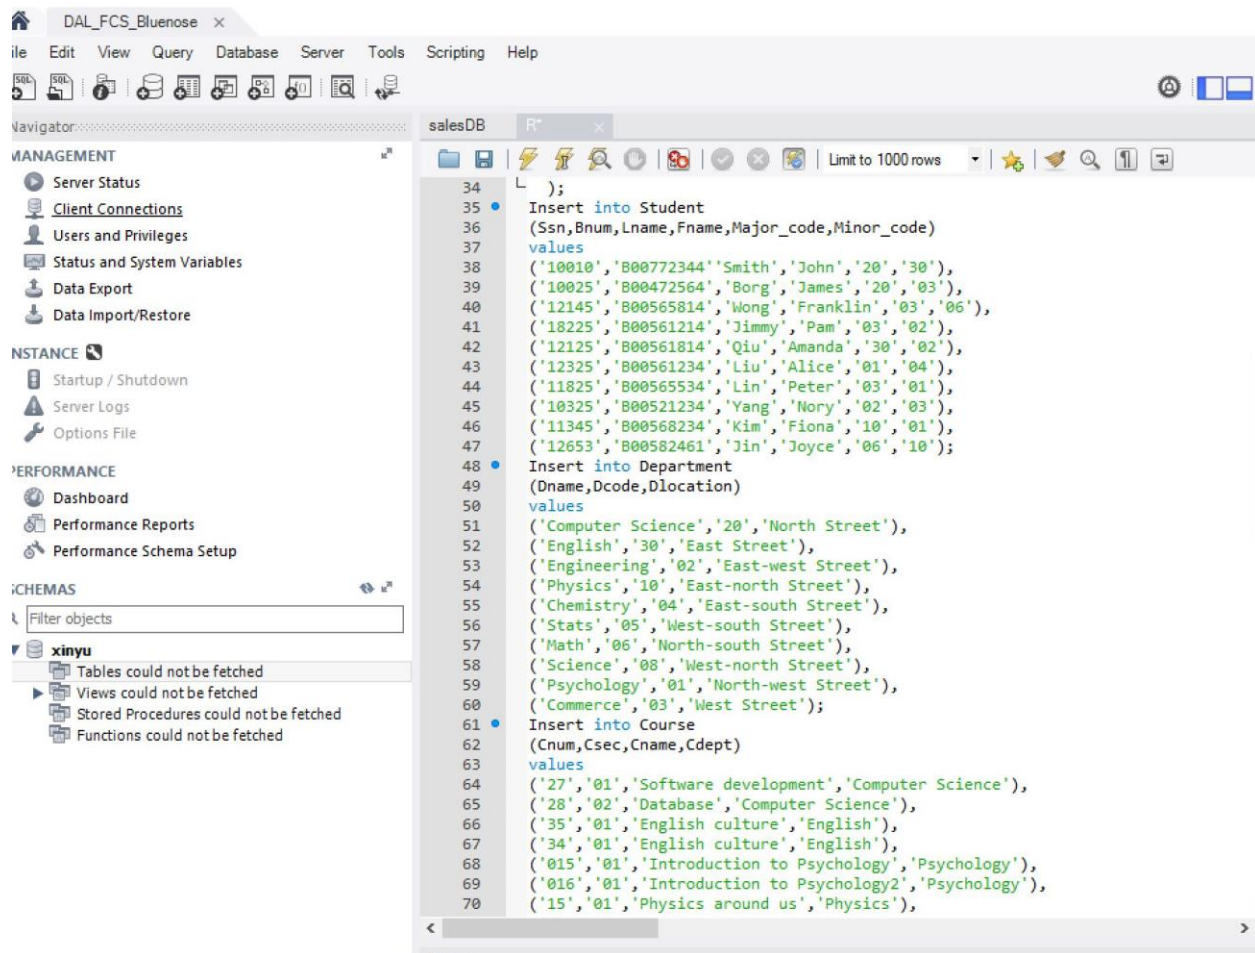 DAL_FCS_Bluenose ×
ile Edit View Query Database Server Tools Scripting Help
Navigator
salesDB R* ×
Limit to 1000 rows
MANAGEMENT
Server Status
Client Connections
Users and Privileges
Status and System Variables
Data Export
Data Import/Restore
NSTANCE
Startup / Shutdown
Server Logs
Options File
PERFORMANCE
Dashboard
Performance Reports
Performance Schema Setup
SCHEMAS
Filter objects
xinyu
Tables could not be fetched
Views could not be fetched
Stored Procedures could not be fetched
Functions could not be fetched
34 );
35 Insert into Student
36 (Ssn,Bnum,Lname,Fname,Major_code,Minor_code)
37 values
38 ('10010','B00772344''Smith','John','20','30'),
39 ('10025','B00472564','Borg','James','20','03'),
40 ('12145','B00565814','Wong','Franklin','03','06'),
41 ('18225','B00561214','Jimmy','Pam','03','02'),
42 ('12125','B00561814','Qiu','Amanda','30','02'),
43 ('12325','B00561234','Liu','Alice','01','04'),
44 ('11825','B00565534','Lin','Peter','03','01'),
45 ('10325','B00521234','Yang','Nory','02','03'),
46 ('11345','B00568234','Kim','Fiona','10','01'),
47 ('12653','B00582461','Jin','Joyce','06','10');
48 Insert into Department
49 (Dname,Dcode,Dlocation)
50 values
51 ('Computer Science','20','North Street'),
52 ('English','30','East Street'),
53 ('Engineering','02','East-west Street'),
54 ('Physics','10','East-north Street'),
55 ('Chemistry','04','East-south Street'),
56 ('Stats','05','West-south Street'),
57 ('Math','06','North-south Street'),
58 ('Science','08','West-north Street'),
59 ('Psychology','01','North-west Street'),
60 ('Commerce','03','West Street');
61 Insert into Course
62 (Cnum,Csec,Cname,Cdept)
63 values
64 ('27','01','Software development','Computer Science'),
65 ('28','02','Database','Computer Science'),
66 ('35','01','English culture','English'),
67 ('34','01','English culture','English'),
68 ('015','01','Introduction to Psychology','Psychology'),
69 ('016','01','Introduction to Psychology2','Psychology'),
70 ('15','01','Physics around us','Physics'),